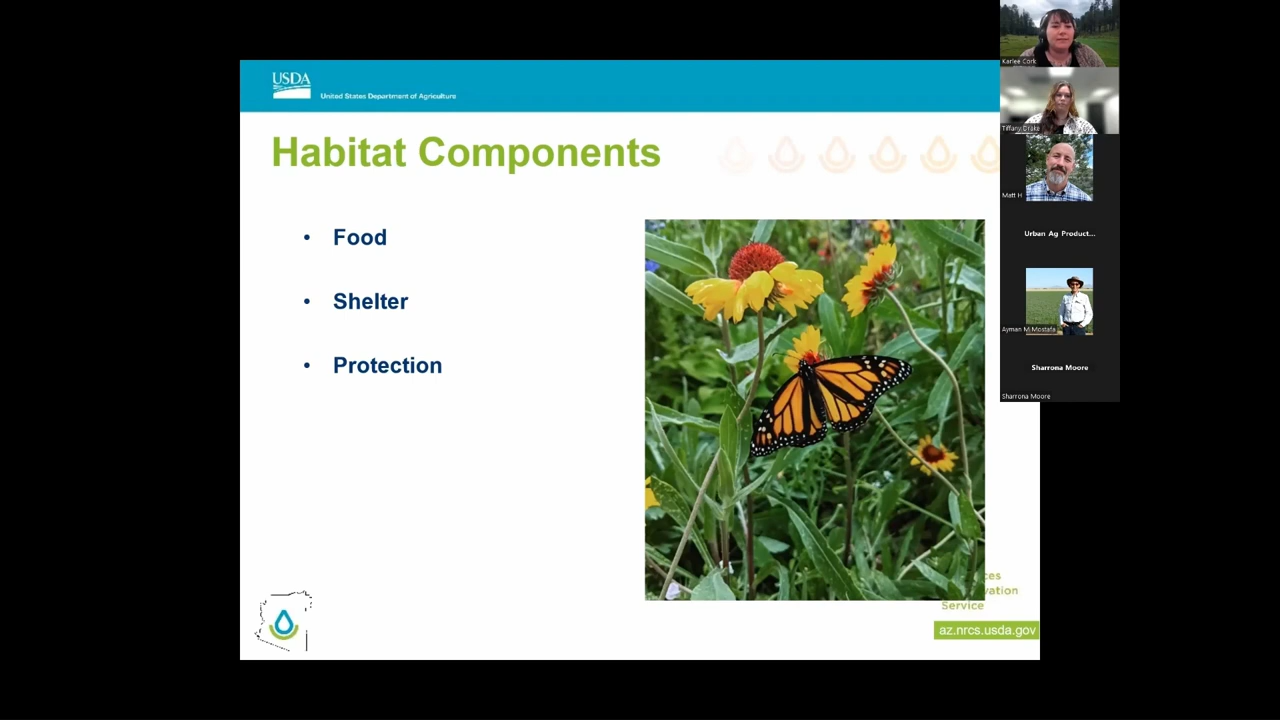 USDA
United States Department of Agriculture
Habitat Components
• Food
• Shelter
• Protection
Service
az.nrcs.usda.gov
Karlee Cork
Tiffany Drake
Matt H
Urban Ag Product...
Ayman M.Mostafa
Sharrona Moore
Sharrona Moore